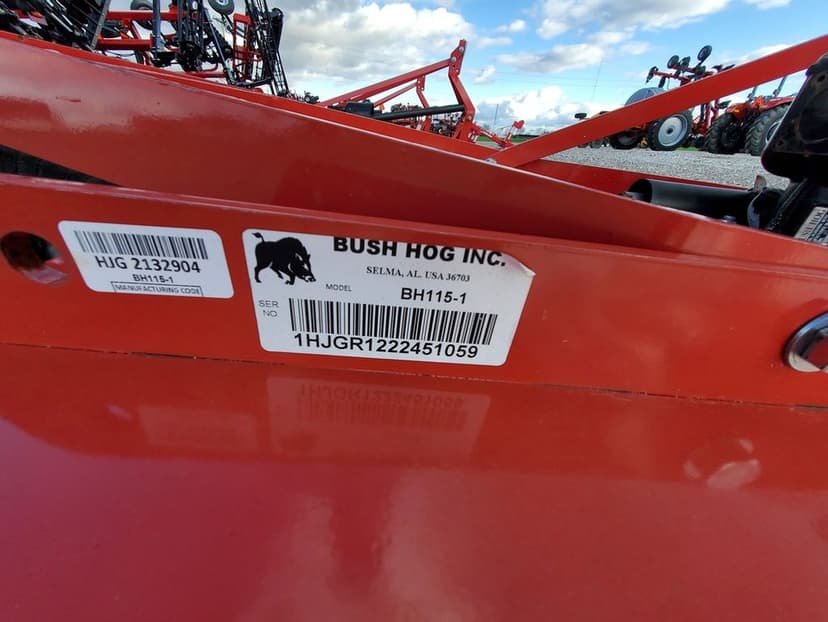 HJG 2132904
BH115-1
MANUFACTURING CODE
BUSH HOG INC.
SELMA, AL. USA 36703
MODEL
BH115-1
SER
NO.
1HJGR1222451059